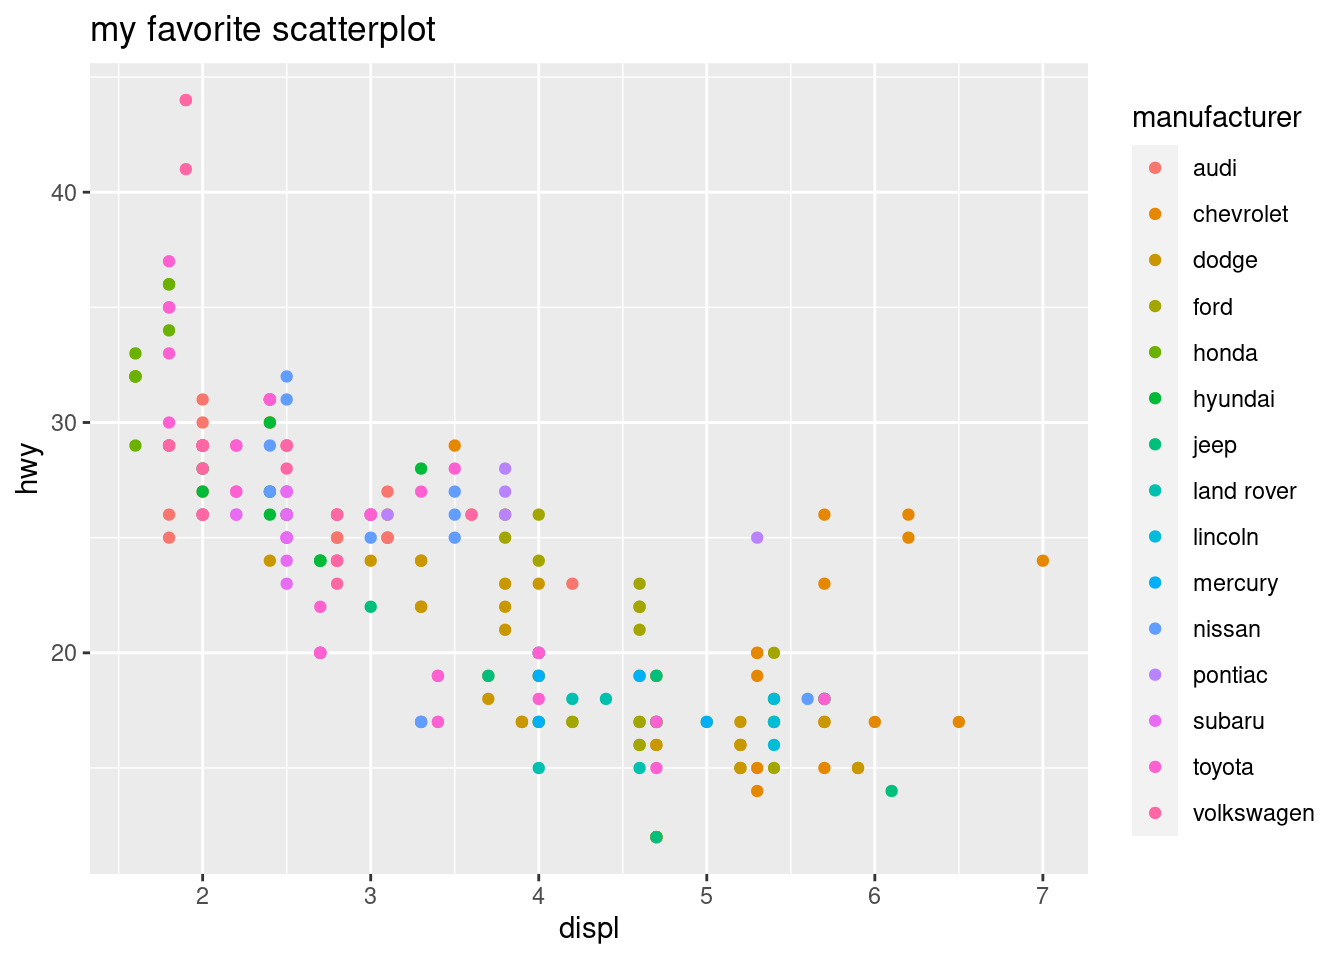 my favorite scatterplot
manufacturer
audi
chevrolet
dodge
ford
honda
hyundai
jeep
land rover
lincoln
mercury
nissan
pontiac
subaru
toyota
volkswagen
hwy
40
30
20
2 3 4 5 6 7
displ